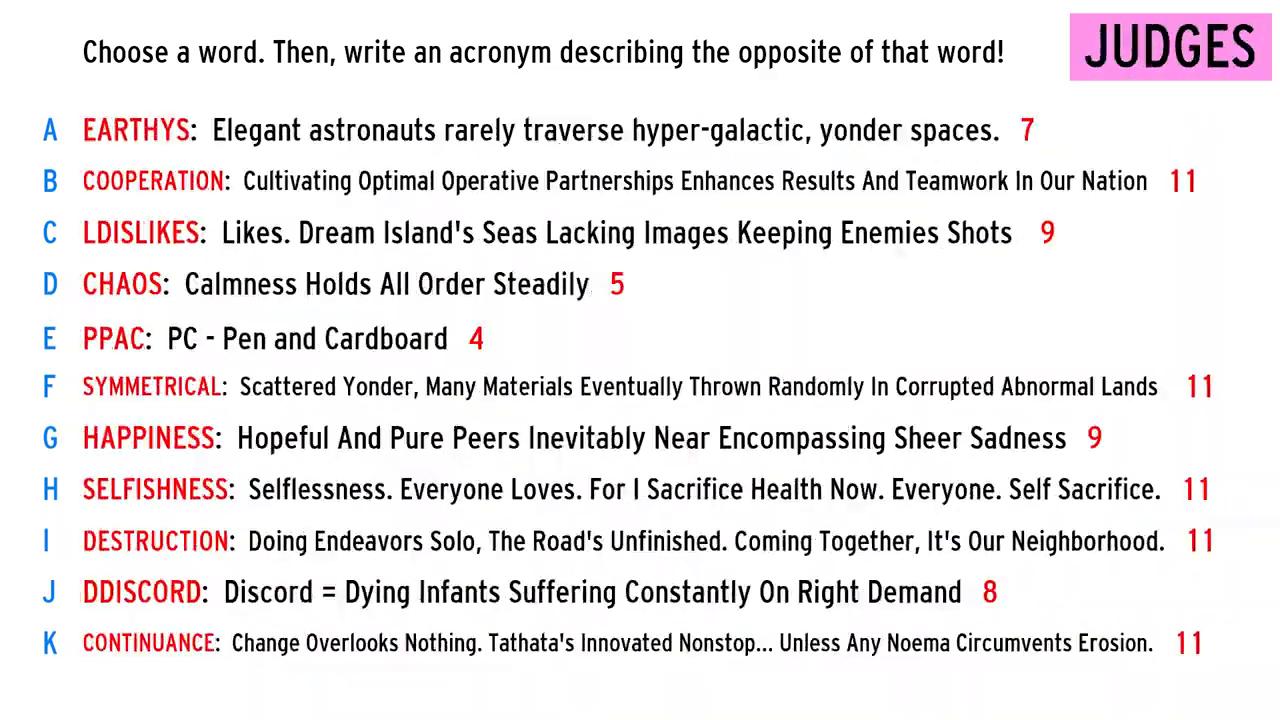 Choose a word. Then, write an acronym describing the opposite of that word!
JUDGES
A EARTHYS: Elegant astronauts rarely traverse hyper-galactic, yonder spaces. 7
B COOPERATION: Cultivating Optimal Operative Partnerships Enhances Results And Teamwork In Our Nation 11
C LDISLIKES: Likes. Dream Island's Seas Lacking Images Keeping Enemies Shots 9
D CHAOS: Calmness Holds All Order Steadily 5
E PPAC: PC - Pen and Cardboard 4
F SYMMETRICAL: Scattered Yonder, Many Materials Eventually Thrown Randomly In Corrupted Abnormal Lands 11
G HAPPINESS: Hopeful And Pure Peers Inevitably Near Encompassing Sheer Sadness 9
H SELFISHNESS: Selflessness. Everyone Loves. For I Sacrifice Health Now. Everyone. Self Sacrifice. 11
I DESTRUCTION: Doing Endeavors Solo, The Road's Unfinished. Coming Together, It's Our Neighborhood. 11
J DDISCORD: Discord = Dying Infants Suffering Constantly On Right Demand 8
K CONTINUANCE: Change Overlooks Nothing. Tathata's Innovated Nonstop... Unless Any Noema Circumvents Erosion. 11